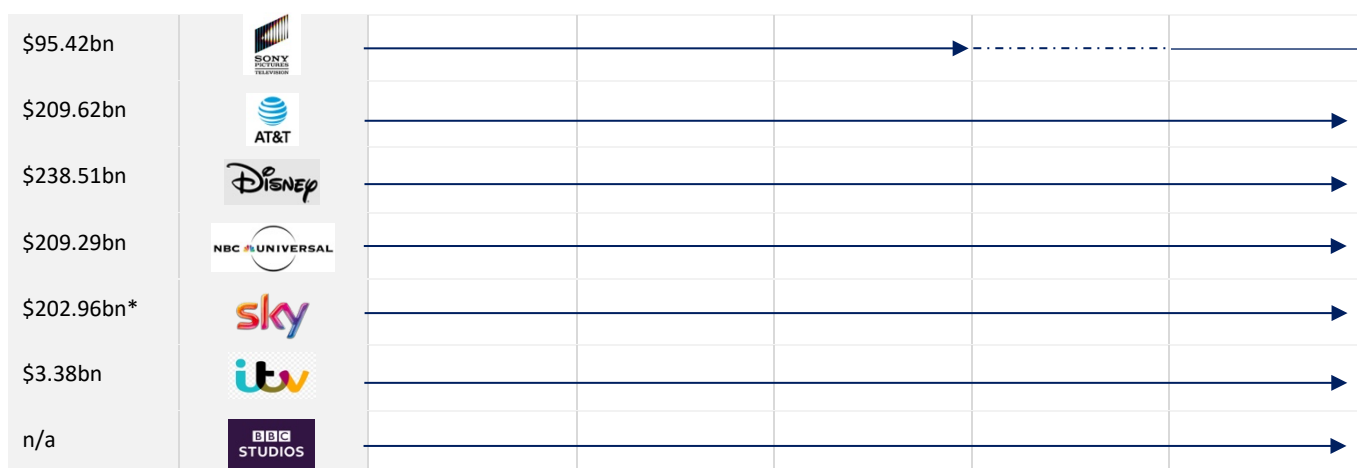 $95.42bn
SONY
PICTURES
TELEVISION
$209.62bn
AT&T
$238.51bn
DISNEY
$209.29bn
NBC UNIVERSAL
$202.96bn*
sky
$3.38bn
itv
n/a
BBC
STUDIOS